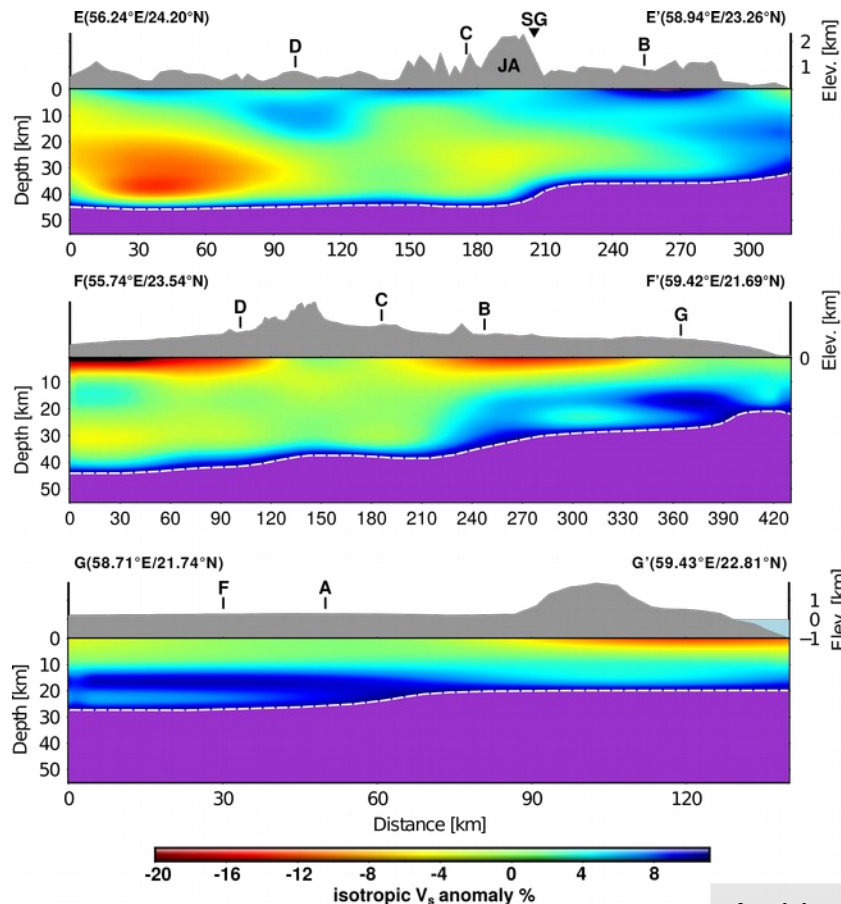 E(56.24°E/24.20°N) SG E'(58.94°E/23.26°N)
D C JA B
2
1
Elev. [km]
0
10
20
30
40
50
Depth [km]
0 30 60 90 120 150 180 210 240 270 300
F(55.74°E/23.54°N) F'(59.42°E/21.69°N)
D C B G
0
Elev. [km]
10
20
30
40
50
Depth [km]
0 30 60 90 120 150 180 210 240 270 300 330 360 390 420
G(58.71°E/21.74°N) G'(59.43°E/22.81°N)
F A
1
0
−1
Elev. [km]
0
10
20
30
40
50
Depth [km]
0 30 60 90 120
Distance [km]
-20 -16 -12 -8 -4 0 4 8
isotropic Vs anomaly %